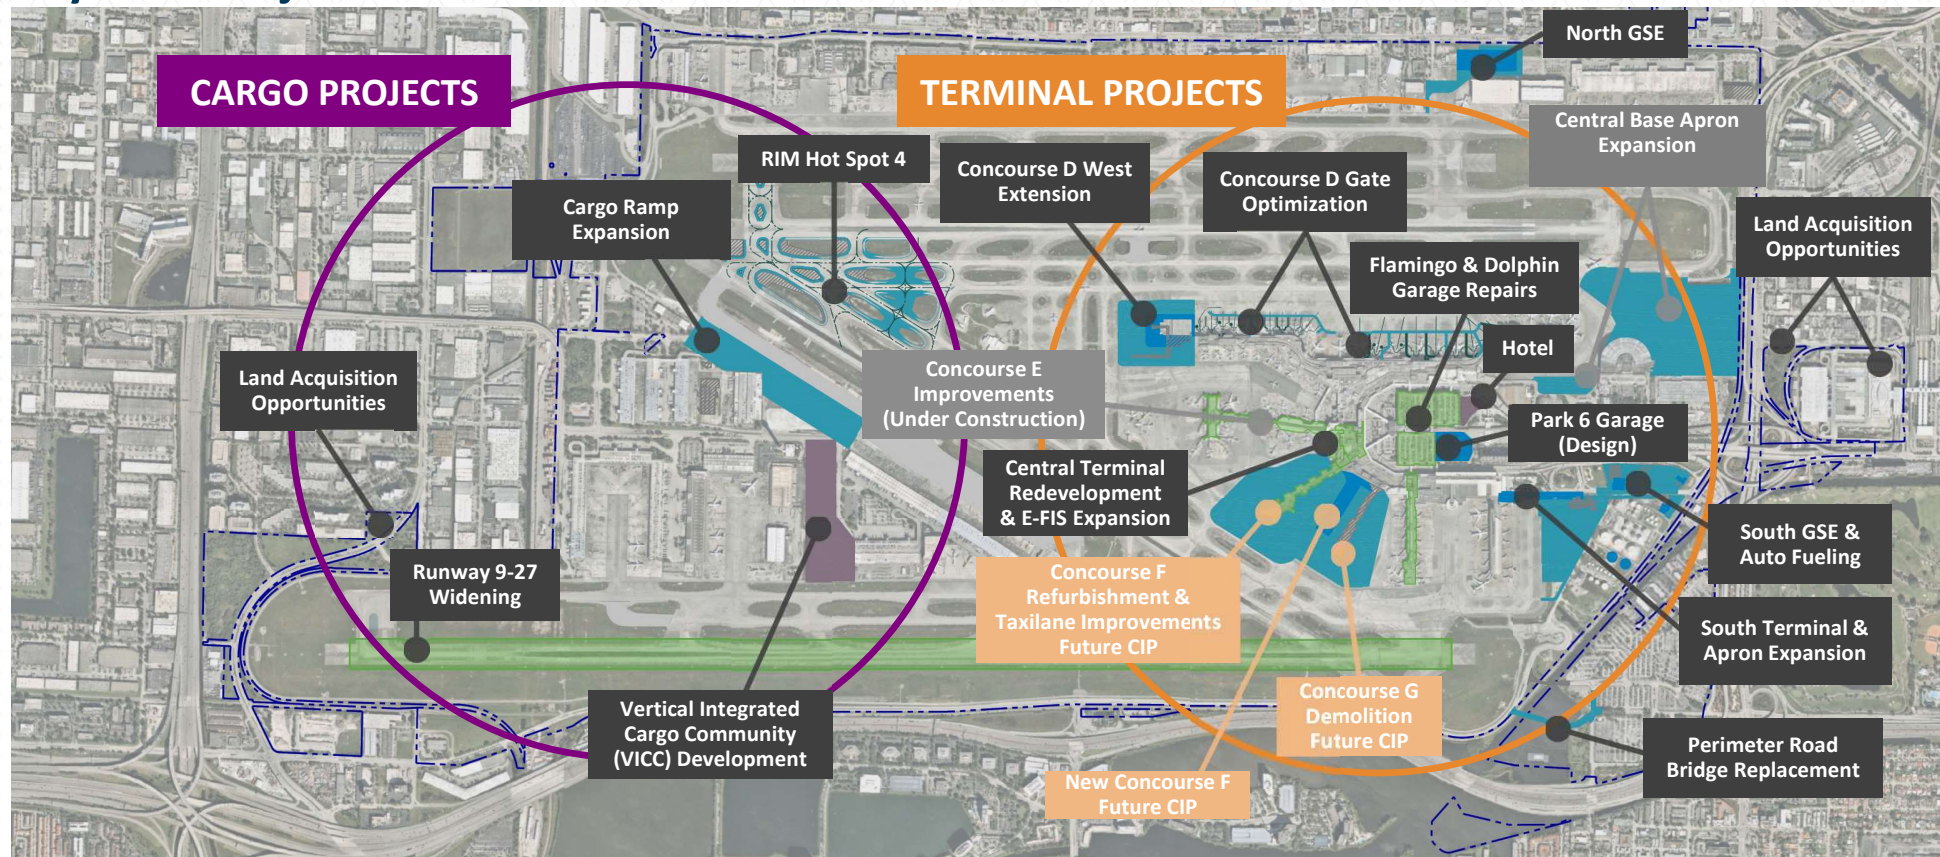 CARGO PROJECTS
TERMINAL PROJECTS
North GSE
Central Base Apron
Expansion
RIM Hot Spot 4
Concourse D West
Extension
Concourse D Gate
Optimization
Cargo Ramp
Expansion
Land Acquisition
Opportunities
Flamingo & Dolphin
Garage Repairs
Hotel
Land Acquisition
Opportunities
Concourse E
Improvements
(Under Construction)
Park 6 Garage
(Design)
Central Terminal
Redevelopment
& E-FIS Expansion
South GSE &
Auto Fueling
Runway 9-27
Widening
Concourse F
Refurbishment &
Taxilane Improvements
Future CIP
South Terminal &
Apron Expansion
Vertical Integrated
Cargo Community
(VICC) Development
Concourse G
Demolition
Future CIP
Perimeter Road
Bridge Replacement
New Concourse F
Future CIP